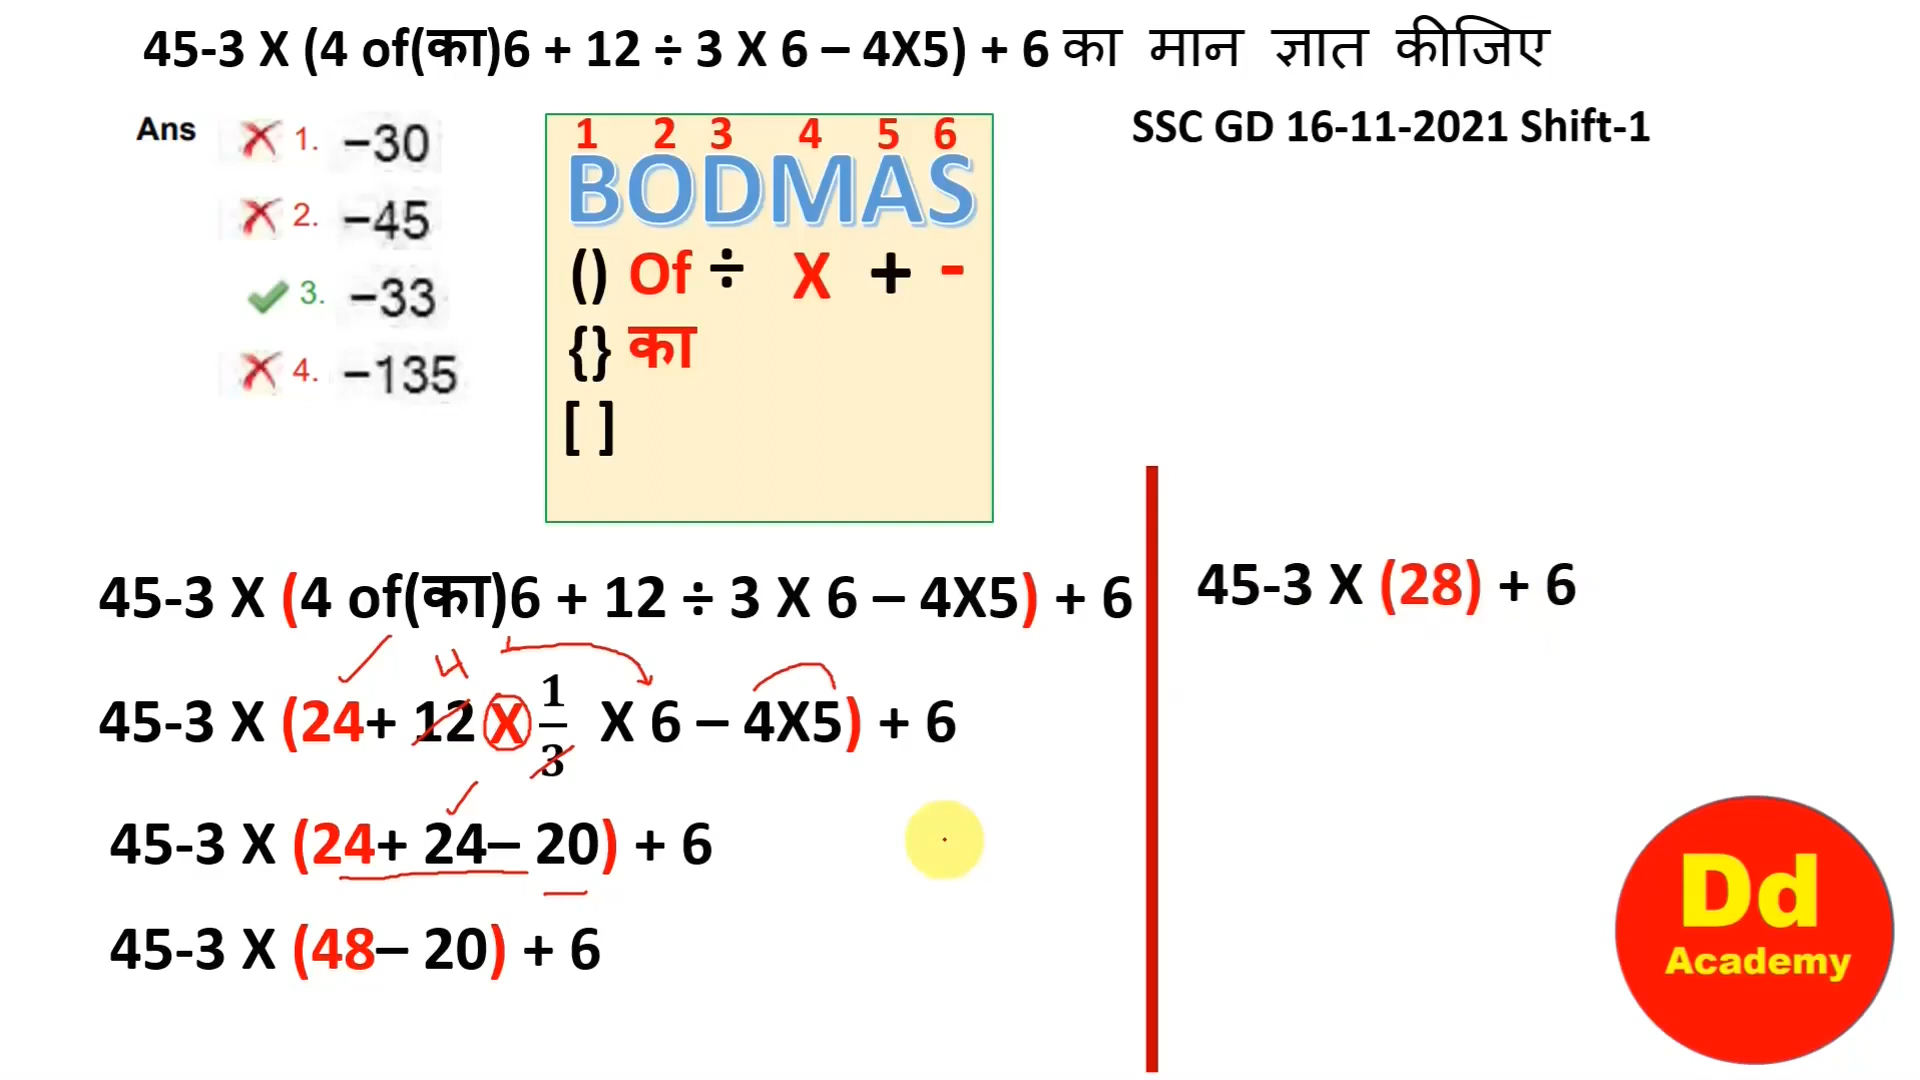 45-3 X (4 of(का)6 + 12 ÷ 3 X 6 – 4X5) + 6 का मान ज्ञात कीजिए
SSC GD 16-11-2021 Shift-1
Ans
1. −30
2. −45
3. −33
4. −135
1 2 3 4 5 6
BODMAS
() Of ÷ X + -
{} का
[ ]
45-3 X (4 of(का)6 + 12 ÷ 3 X 6 – 4X5) + 6
4
45-3 X (24+ 12 X 1/3 X 6 – 4X5) + 6
45-3 X (24+ 24– 20) + 6
45-3 X (48– 20) + 6
45-3 X (28) + 6
Dd
Academy